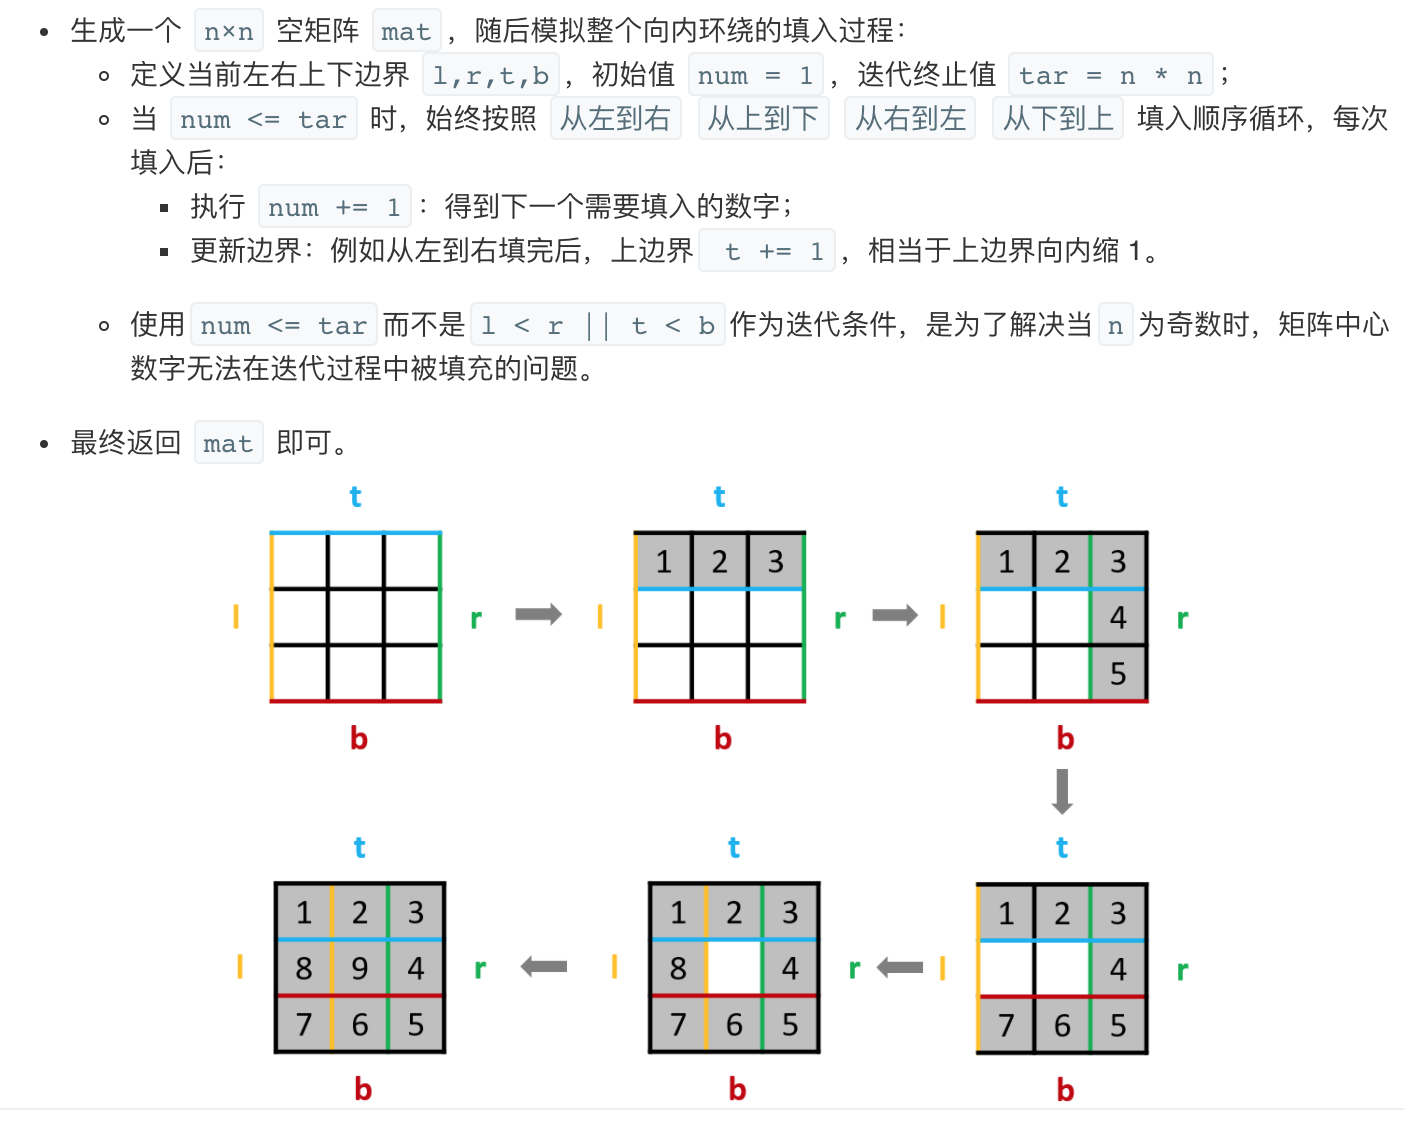 生成一个 n×n 空矩阵 mat ，随后模拟整个向内环绕的填入过程：
定义当前左右上下边界 l,r,t,b ，初始值 num = 1 ，迭代终止值 tar = n * n ；
当 num <= tar 时，始终按照 从左到右 从上到下 从右到左 从下到上 填入顺序循环，每次
填入后：
执行 num += 1 ：得到下一个需要填入的数字；
更新边界：例如从左到右填完后，上边界 t += 1 ，相当于上边界向内缩 1。
使用 num <= tar 而不是 l < r || t < b 作为迭代条件，是为了解决当 n 为奇数时，矩阵中心
数字无法在迭代过程中被填充的问题。
最终返回 mat 即可。
t t t
1 2 3 1 2 3
l r l r l 4 r
5
b b b
t t t
1 2 3 1 2 3 1 2 3
l 8 9 4 r l 8 4 r l 4 r
7 6 5 7 6 5 7 6 5
b b b